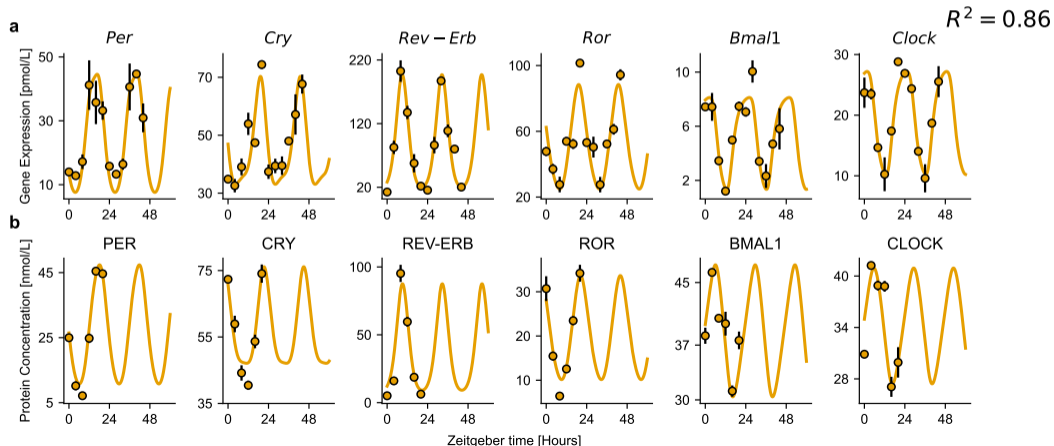 R² = 0.86
a
Per Cry Rev − Erb Ror Bmal1 Clock
Gene Expression [pmol/L]
50
30
10
0 24 48
70
50
30
0 24 48
220
120
20
0 24 48
100
60
20
0 24 48
10
6
2
0 24 48
30
20
10
0 24 48
b
PER CRY REV-ERB ROR BMAL1 CLOCK
Protein Concentration [nmol/L]
45
25
5
0 24 48
75
55
35
0 24 48
100
50
0
0 24 48
30
20
10
0 24 48
45
37
30
0 24 48
40
34
28
0 24 48
Zeitgeber time [Hours]